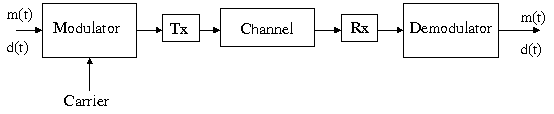 m(t)
d(t)
Modulator
Tx
Channel
Rx
Demodulator
m(t)
d(t)
Carrier